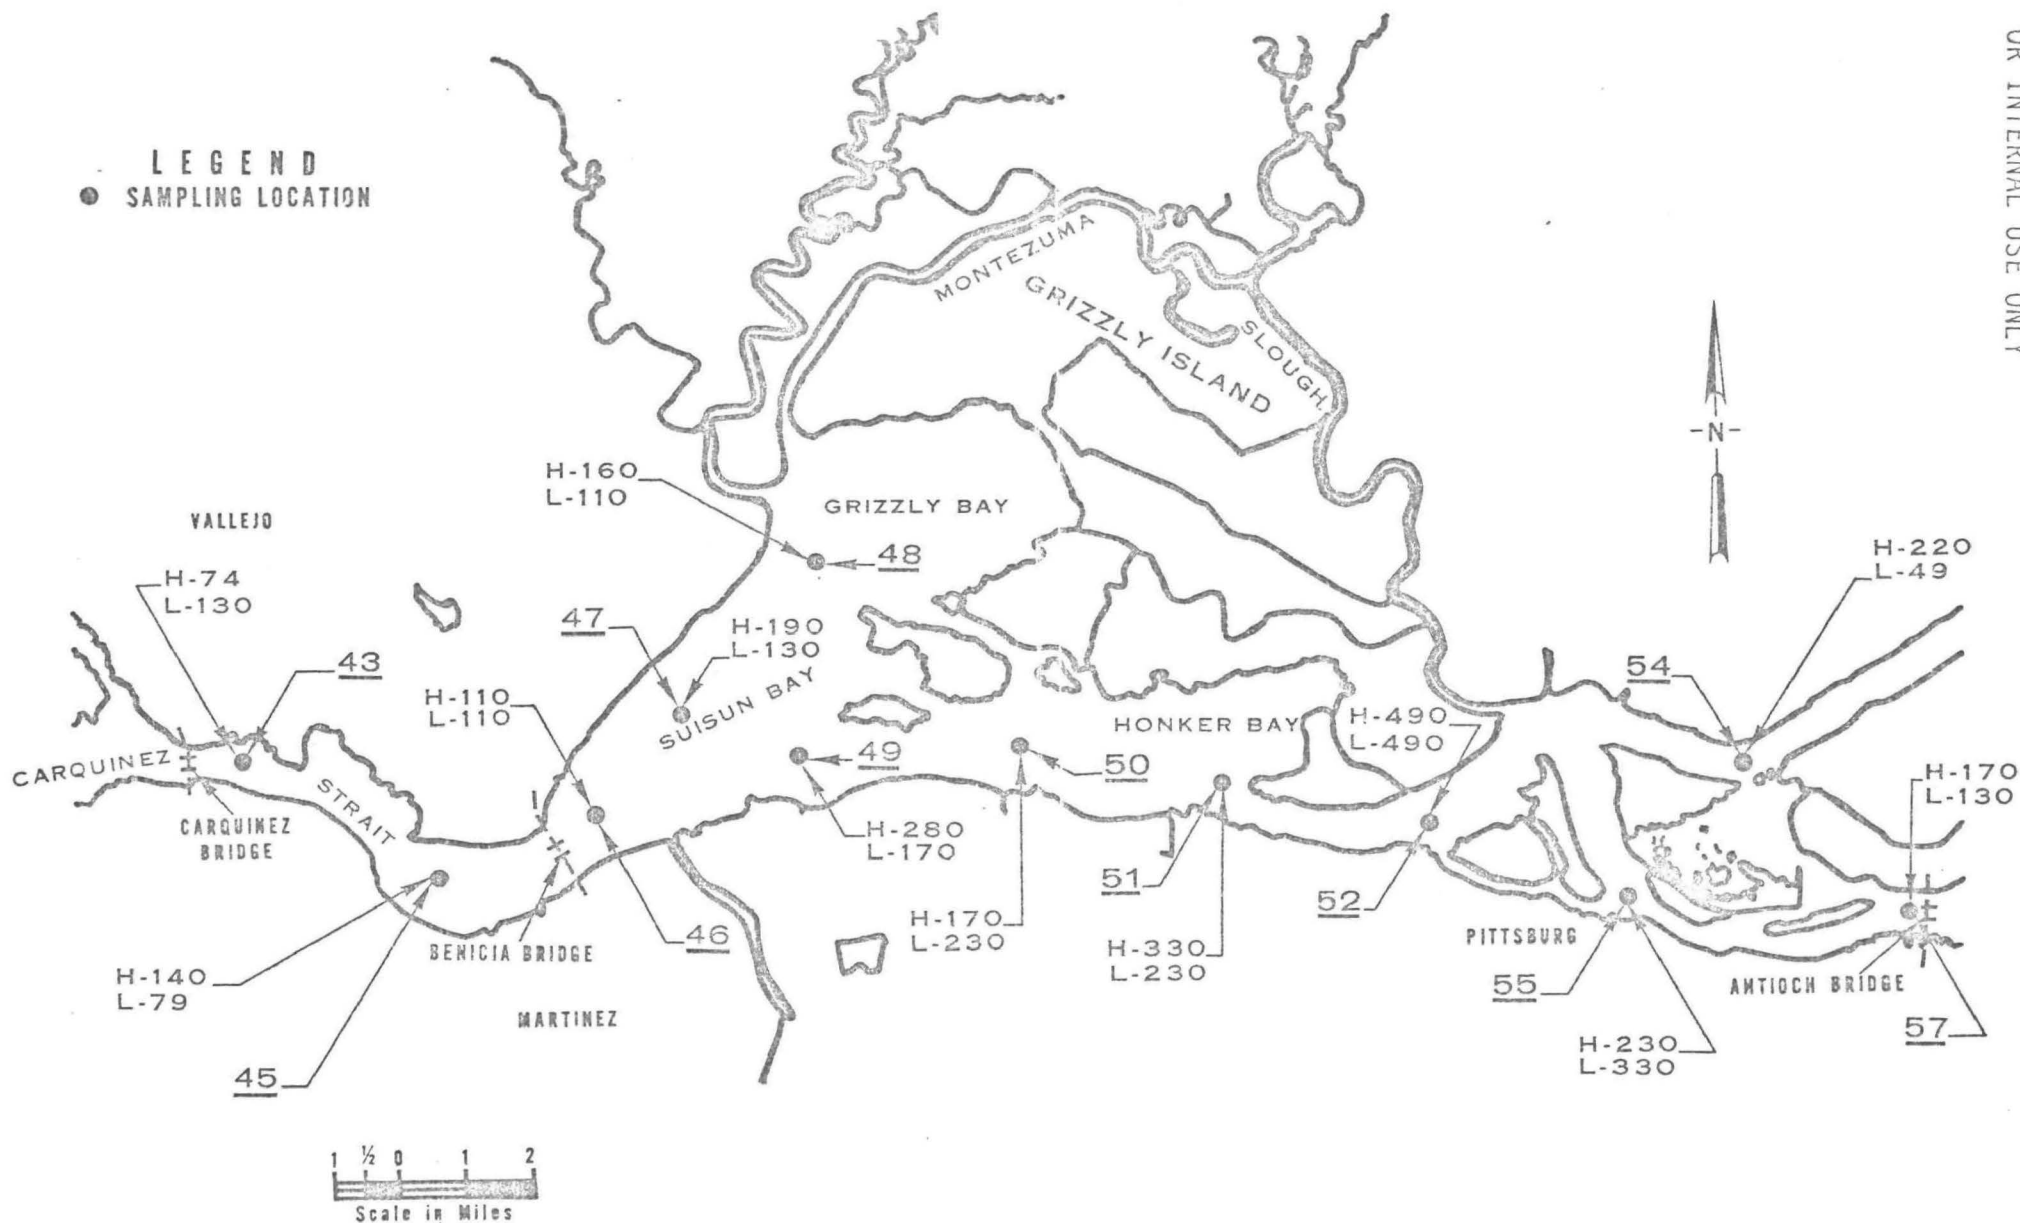 OR INTERNAL USE ONLY
LEGEND
SAMPLING LOCATION
MONTEZUMA
SLOUGH
GRIZZLY ISLAND
GRIZZLY BAY
H-160
L-110
48
VALLEJO
H-74
L-130
43
47
H-190
L-130
SUISUN BAY
H-110
L-110
HONKER BAY
H-490
L-490
52
54
H-220
L-49
H-170
L-130
CARQUINEZ
STRAIT
CARQUINEZ
BRIDGE
49
H-280
L-170
50
H-170
L-230
51
H-330
L-230
46
BENICIA BRIDGE
H-140
L-79
45
MARTINEZ
PITTSBURG
55
H-230
L-330
ANTIOCH BRIDGE
57
-N-
1 ½ 0 1 2
Scale in Miles